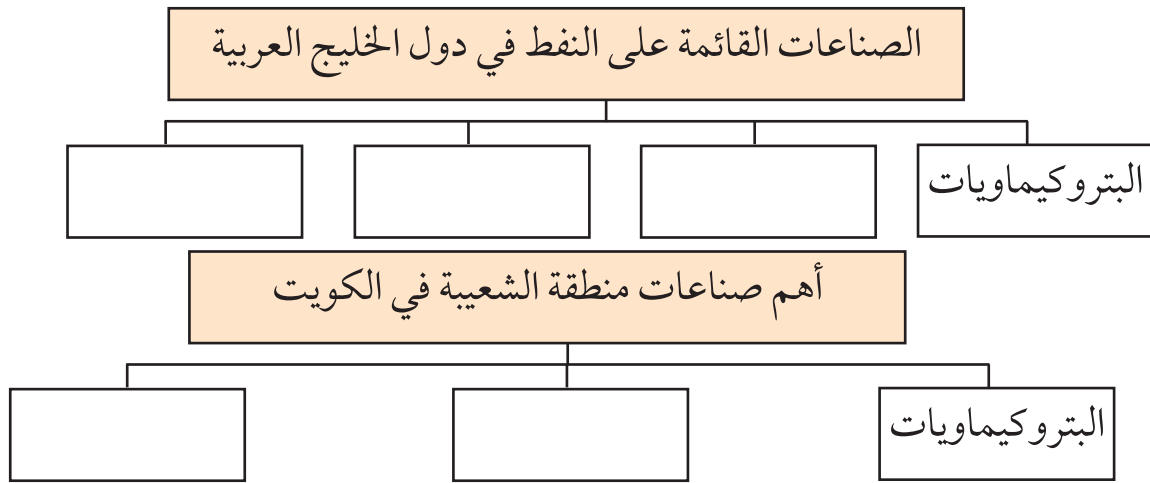 الصناعات القائمة على النفط في دول الخليج العربية
البتروكيماويات
أهم صناعات منطقة الشعيبة في الكويت
البتروكيماويات